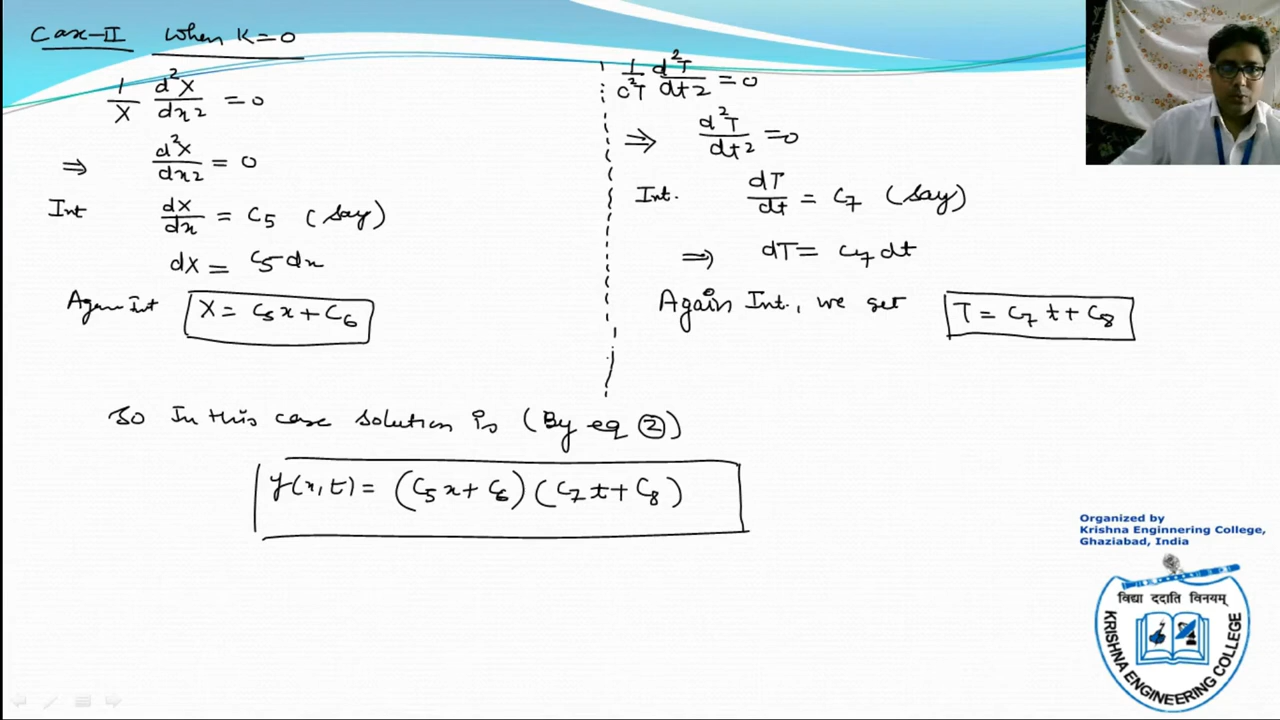 Case-II When K=0
1/X d²X/dx2 = 0
⇒ d²X/dx2 = 0
Int dX/dx = C5 (Say)
dX = C5 dx
Again Int X = C5x + C6
1/C²T d²T/dt2 = 0
⇒ d²T/dt2 = 0
Int. dT/dt = C7 (Say)
⇒ dT = C7 dt
Again Int., we get T = C7 t + C8
So In this case solution is (By eq ②)
y(x,t) = (C5x + C6) (C7 t + C8)
Organized by
Krishna Enginnering College,
Ghaziabad, India
विद्या ददाति विनयम्
KRISHNA ENGINEERING COLLEGE